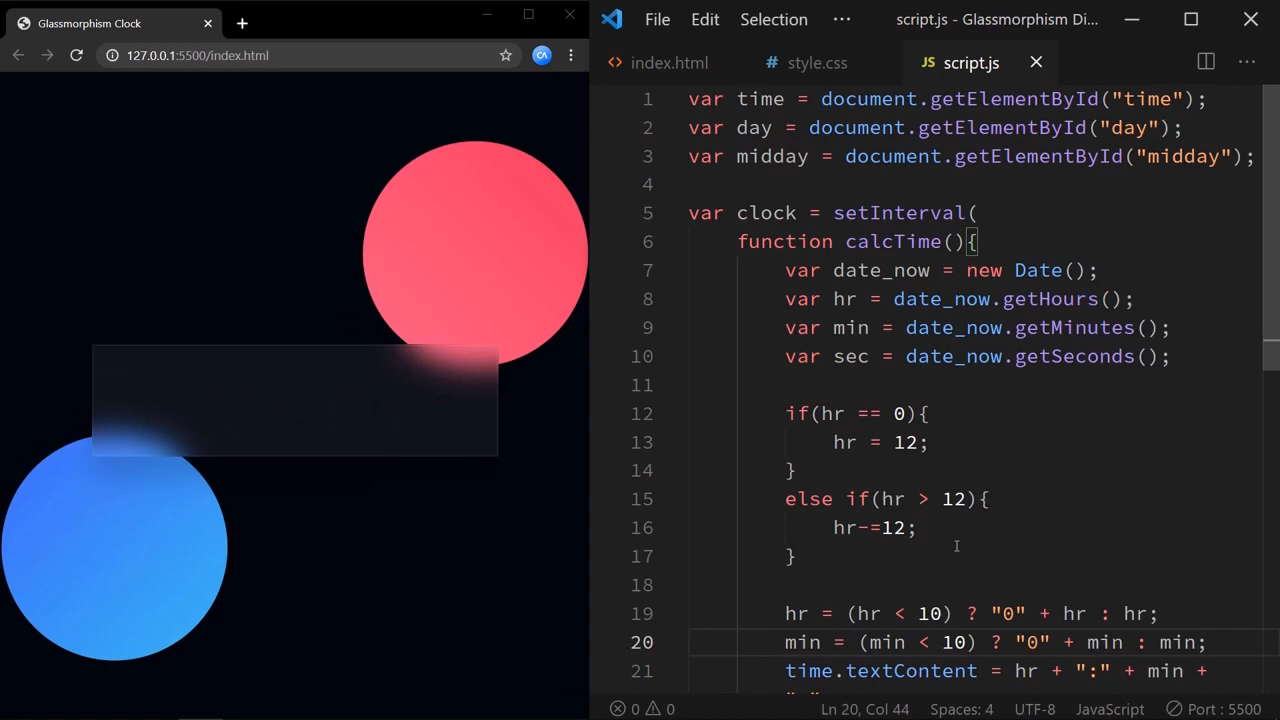 Glassmorphism Clock
127.0.0.1:5500/index.html
File Edit Selection ··· script.js - Glassmorphism Di...
<> index.html # style.css JS script.js
1 var time = document.getElementById("time");
2 var day = document.getElementById("day");
3 var midday = document.getElementById("midday");
4
5 var clock = setInterval(
6 function calcTime(){
7 var date_now = new Date();
8 var hr = date_now.getHours();
9 var min = date_now.getMinutes();
10 var sec = date_now.getSeconds();
11
12 if(hr == 0){
13 hr = 12;
14 }
15 else if(hr > 12){
16 hr-=12;
17 }
18
19 hr = (hr < 10) ? "0" + hr : hr;
20 min = (min < 10) ? "0" + min : min;
21 time.textContent = hr + ":" + min +
0 0 Ln 20, Col 44 Spaces: 4 UTF-8 JavaScript Port : 5500